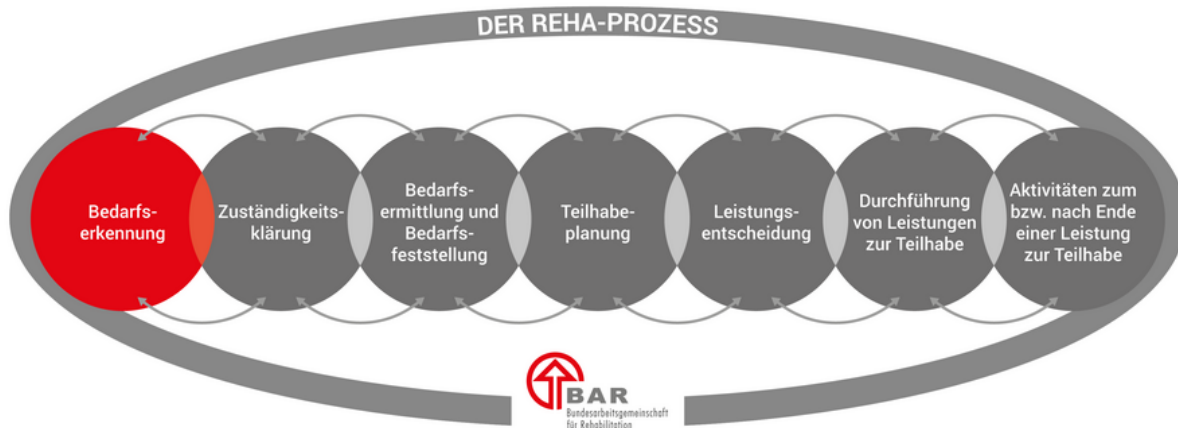 DER REHA-PROZESS
Bedarfs-
erkennung
Zuständigkeits-
klärung
Bedarfs-
ermittlung und
Bedarfs-
feststellung
Teilhabe-
planung
Leistungs-
entscheidung
Durchführung
von Leistungen
zur Teilhabe
Aktivitäten zum
bzw. nach Ende
einer Leistung
zur Teilhabe
BAR
Bundesarbeitsgemeinschaft
für Rehabilitation